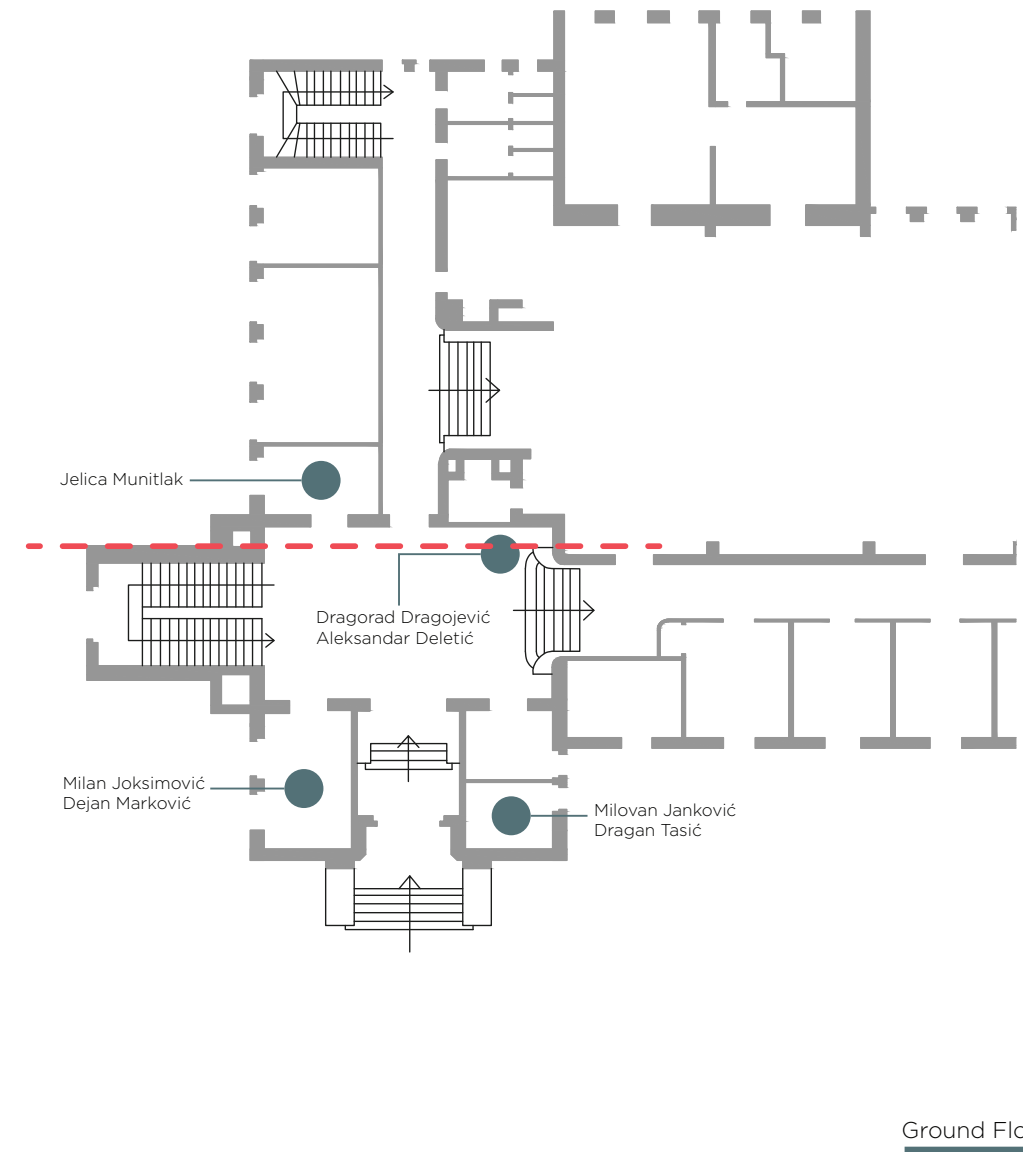 Jelica Munitlak
Dragorad Dragojević
Aleksandar Deletić
Milan Joksimović
Dejan Marković
Milovan Janković
Dragan Tasić
Ground Flo